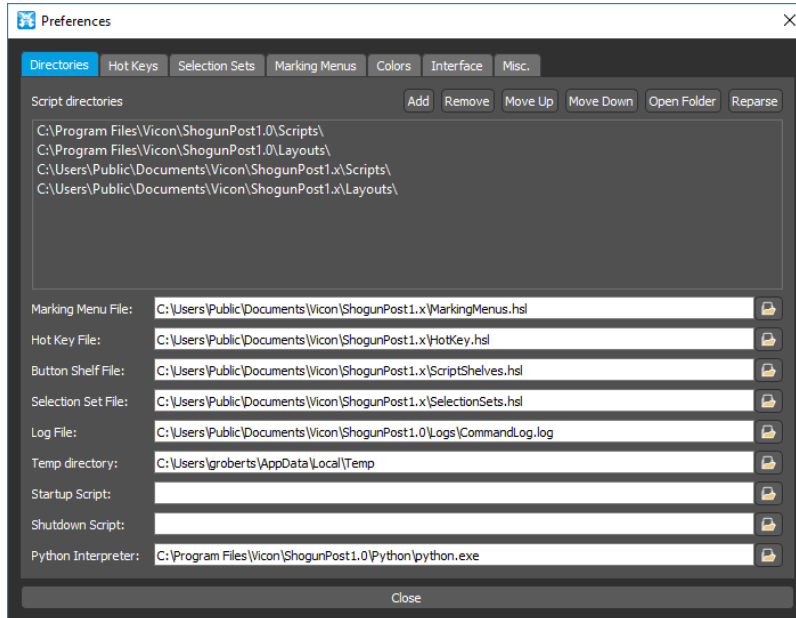 Preferences
Directories Hot Keys Selection Sets Marking Menus Colors Interface Misc.
Script directories Add Remove Move Up Move Down Open Folder Reparse
C:\Program Files\Vicon\ShogunPost1.0\Scripts\
C:\Program Files\Vicon\ShogunPost1.0\Layouts\
C:\Users\Public\Documents\Vicon\ShogunPost1.x\Scripts\
C:\Users\Public\Documents\Vicon\ShogunPost1.x\Layouts\
Marking Menu File: C:\Users\Public\Documents\Vicon\ShogunPost1.x\MarkingMenus.hsl
Hot Key File: C:\Users\Public\Documents\Vicon\ShogunPost1.x\HotKey.hsl
Button Shelf File: C:\Users\Public\Documents\Vicon\ShogunPost1.x\ScriptShelves.hsl
Selection Set File: C:\Users\Public\Documents\Vicon\ShogunPost1.x\SelectionSets.hsl
Log File: C:\Users\Public\Documents\Vicon\ShogunPost1.0\Logs\CommandLog.log
Temp directory: C:\Users\groberts\AppData\Local\Temp
Startup Script:
Shutdown Script:
Python Interpreter: C:\Program Files\Vicon\ShogunPost1.0\Python\python.exe
Close